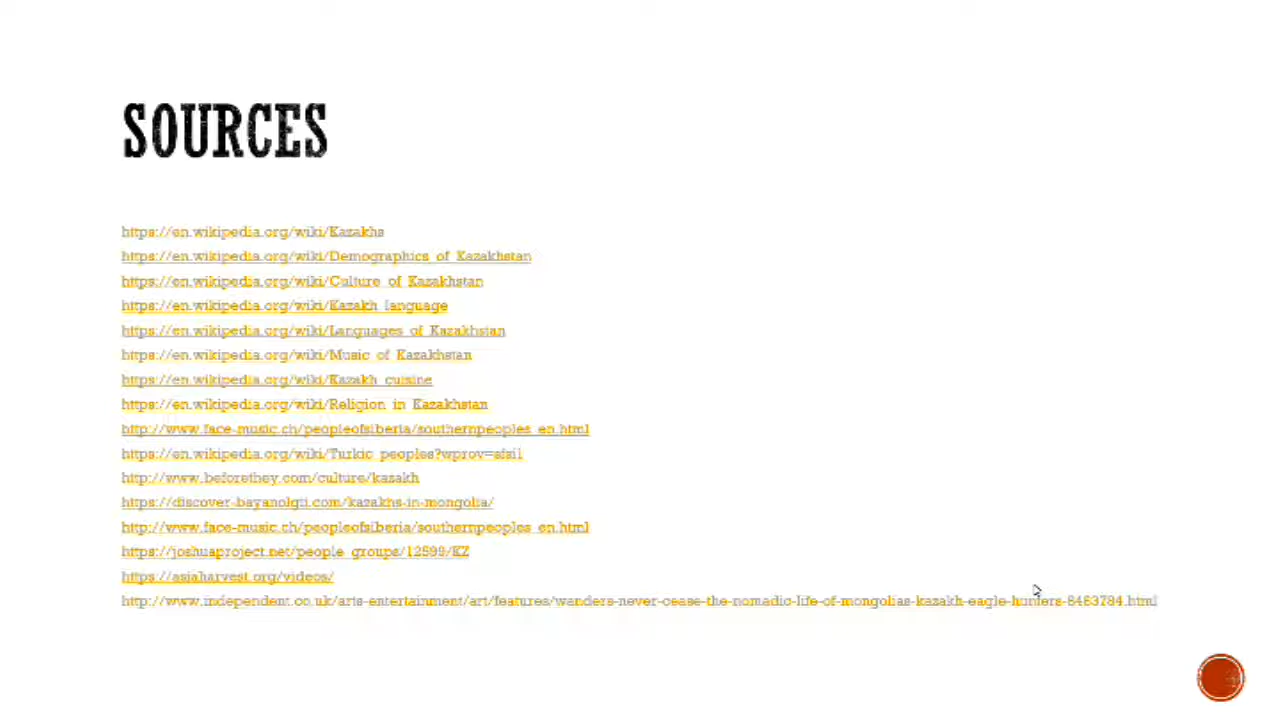 SOURCES
https://en.wikipedia.org/wiki/Kazakhs
https://en.wikipedia.org/wiki/Demographics_of_Kazakhstan
https://en.wikipedia.org/wiki/Culture_of_Kazakhstan
https://en.wikipedia.org/wiki/Kazakh_language
https://en.wikipedia.org/wiki/Languages_of_Kazakhstan
https://en.wikipedia.org/wiki/Music_of_Kazakhstan
https://en.wikipedia.org/wiki/Kazakh_cuisine
https://en.wikipedia.org/wiki/Religion_in_Kazakhstan
http://www.face-music.ch/peopleofsiberia/southernpeoples_en.html
https://en.wikipedia.org/wiki/Turkic_peoples?wprov=sfsi1
http://www.beforethey.com/culture/kazakh
https://discover-bayanolgii.com/kazakhs-in-mongolia/
http://www.face-music.ch/peopleofsiberia/southernpeoples_en.html
https://joshuaproject.net/people_groups/12599/KZ
https://asiaharvest.org/videos/
http://www.independent.co.uk/arts-entertainment/art/features/wanders-never-cease-the-nomadic-life-of-mongolias-kazakh-eagle-hunters-8463784.html